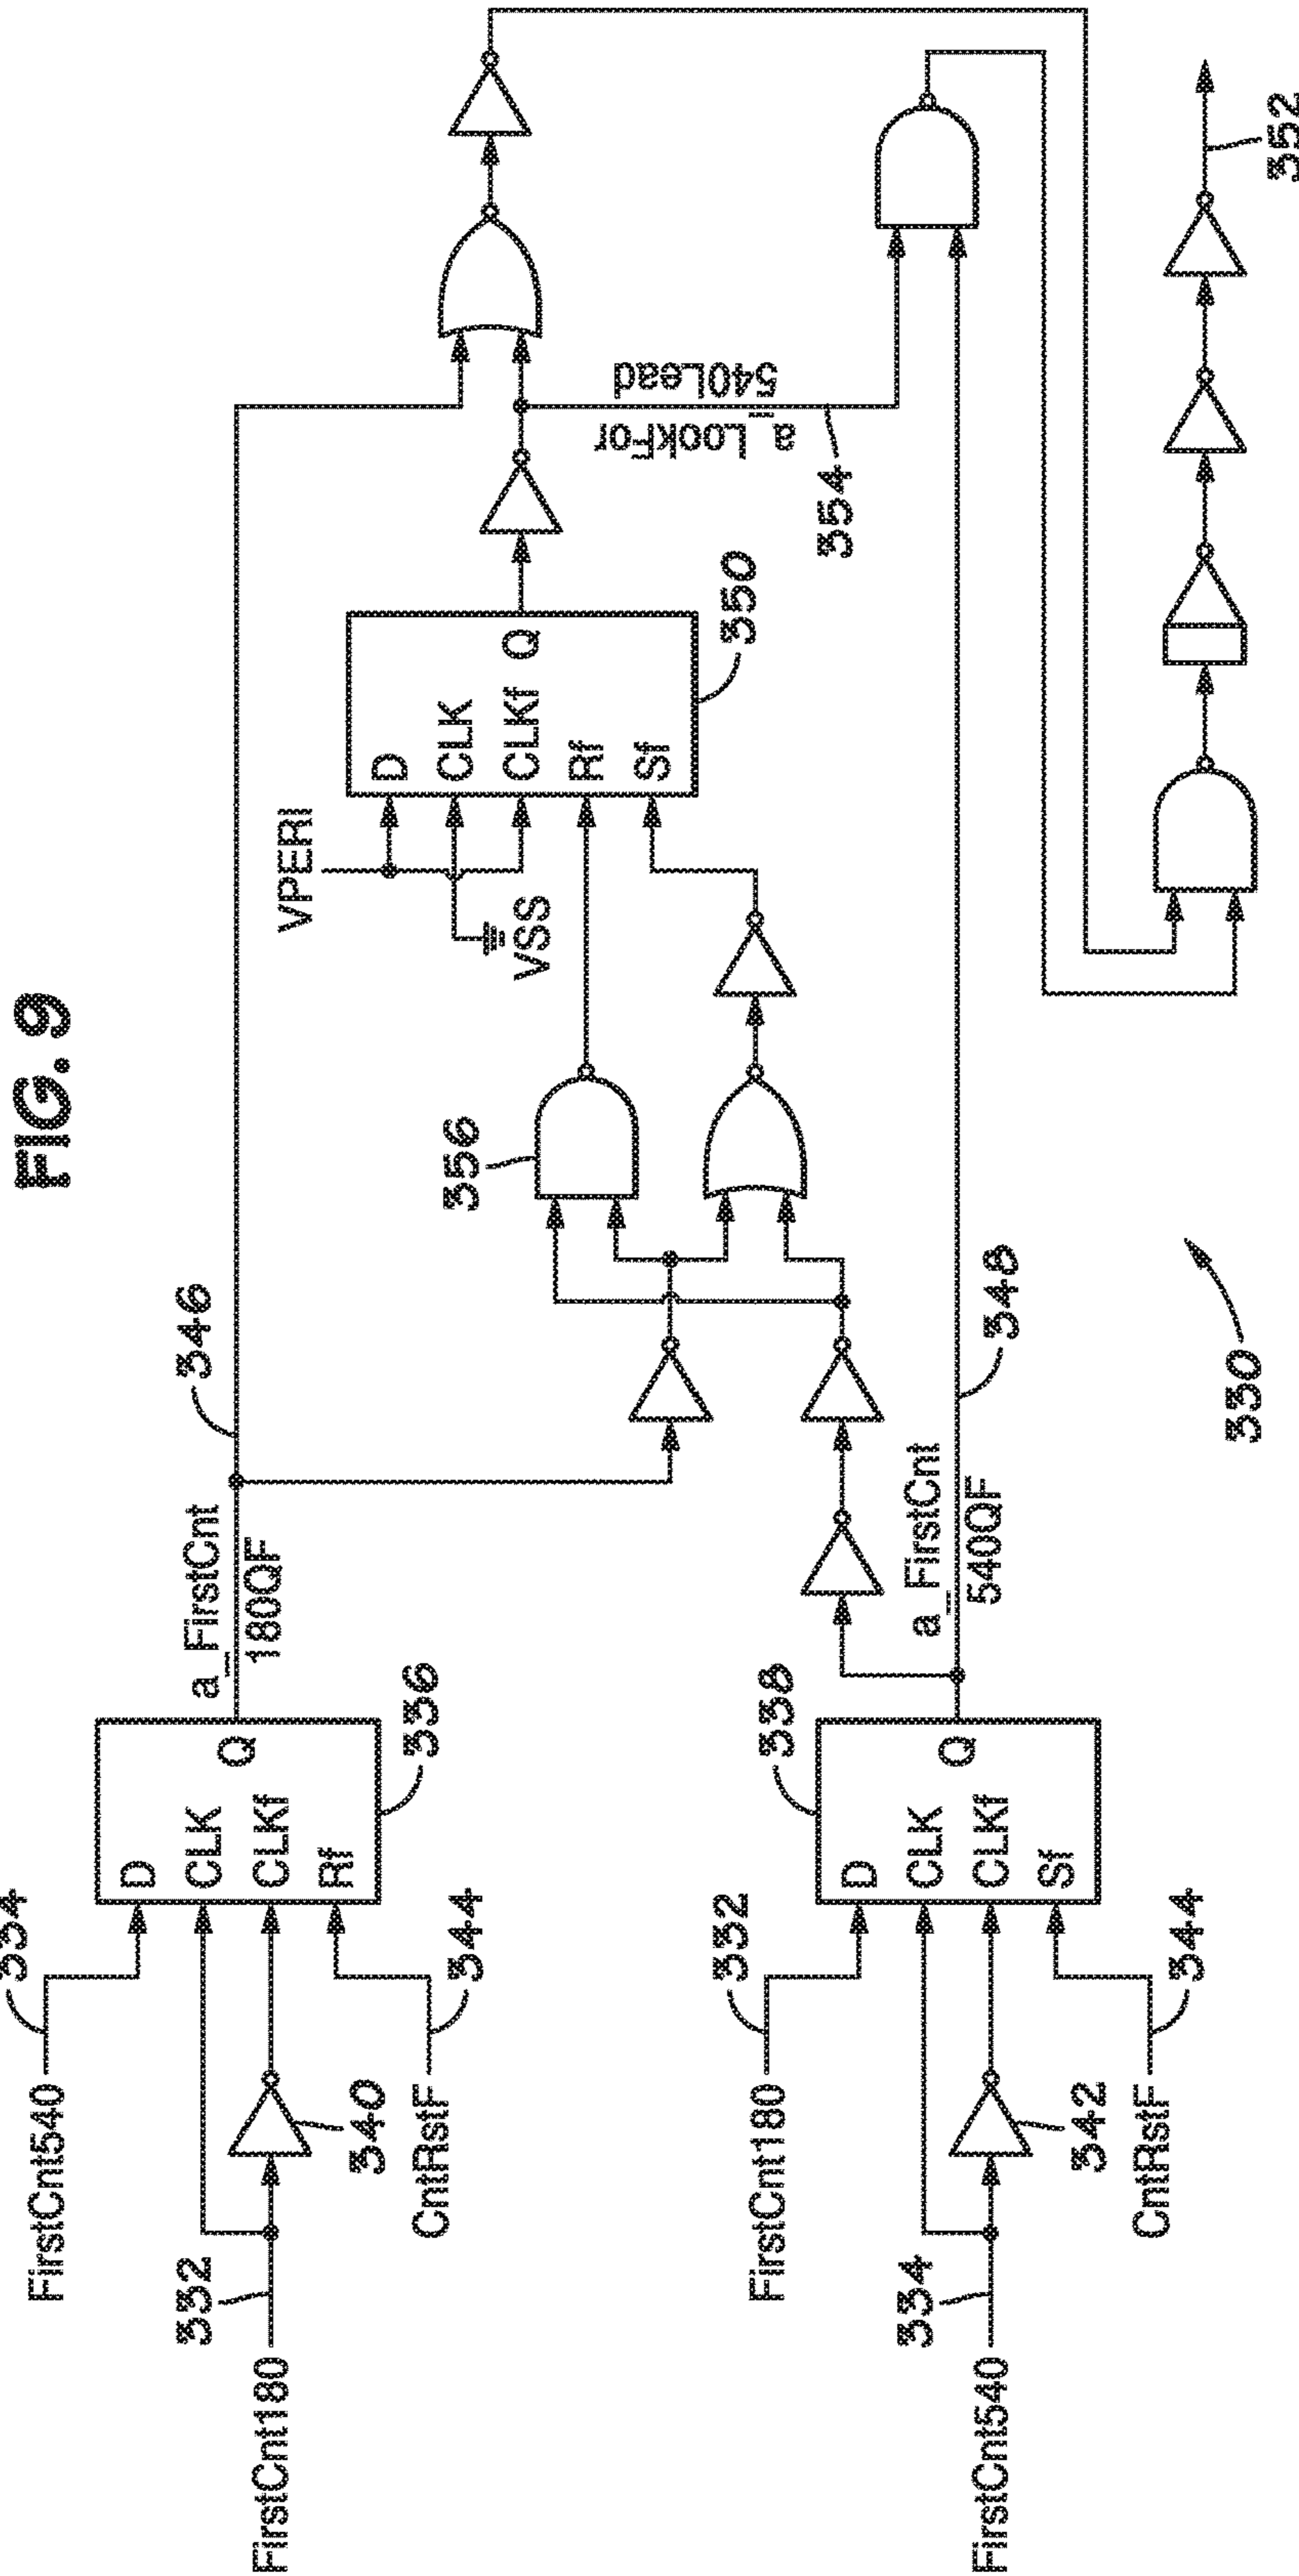 FIG. 9
FirstCnt540
334
FirstCnt180
332
340
CntRstF
344
D
CLK
CLKf
Rf
Q
336
a_FirstCnt
180QF
346
FirstCnt180
332
FirstCnt540
334
342
CntRstF
344
D
CLK
CLKf
Sf
Q
338
a_FirstCnt
540QF
348
356
VPERI
VSS
D
CLK
CLKf
Rf
Sf
Q
350
a_LookFor
540Lead
354
352
330